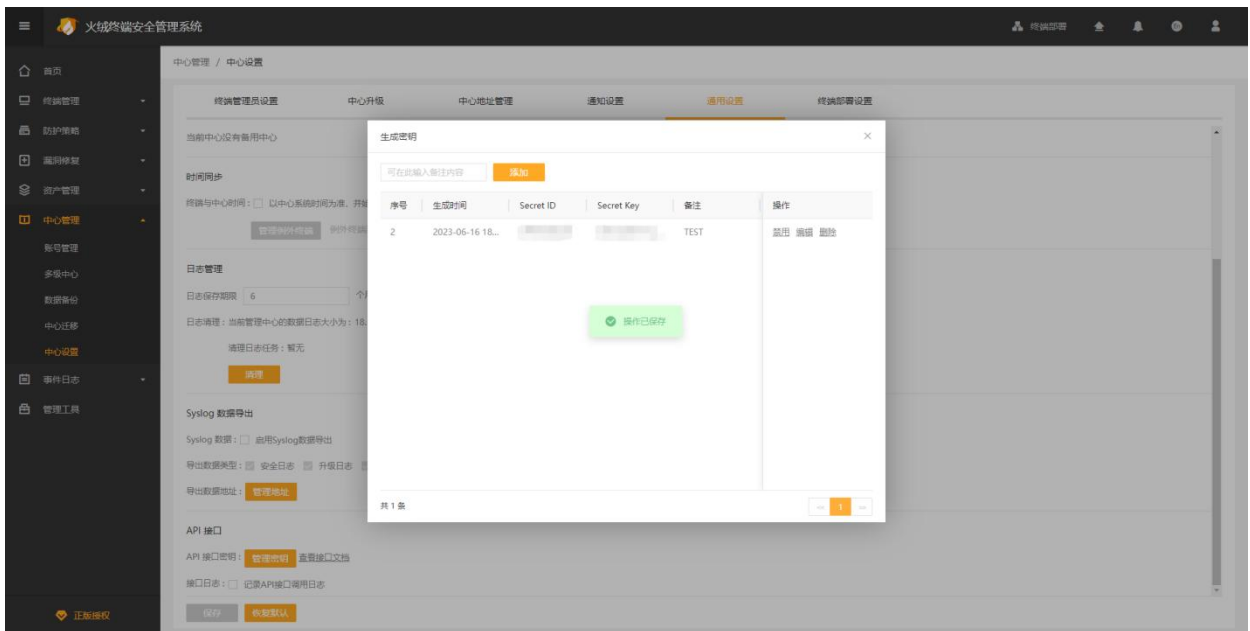 火绒终端安全管理系统
终端部署
首页
终端管理
防护策略
漏洞修复
资产管理
中心管理
账号管理
多级中心
数据备份
中心迁移
中心设置
事件日志
管理工具
正版授权
中心管理 / 中心设置
终端管理员设置 中心升级 中心地址管理 通知设置 通用设置 终端部署设置
当前中心没有备用中心
时间同步
终端与中心时间： 以中心系统时间为准，开始
管理例外终端 例外终端
日志管理
日志保存期限 6 个月
日志清理：当前管理中心的数据日志大小为：18.
清理日志任务：暂无
清理
Syslog 数据导出
Syslog 数据： 启用Syslog数据导出
导出数据类型： 安全日志 升级日志
导出数据地址： 管理地址
API 接口
API 接口密钥： 管理密钥 查看接口文档
接口日志： 记录API接口调用日志
保存 恢复默认
生成密钥
可在此输入备注内容 添加
序号 生成时间 Secret ID Secret Key 备注 操作
2 2023-06-16 18... TEST 禁用 编辑 删除
操作已保存
共 1 条
1